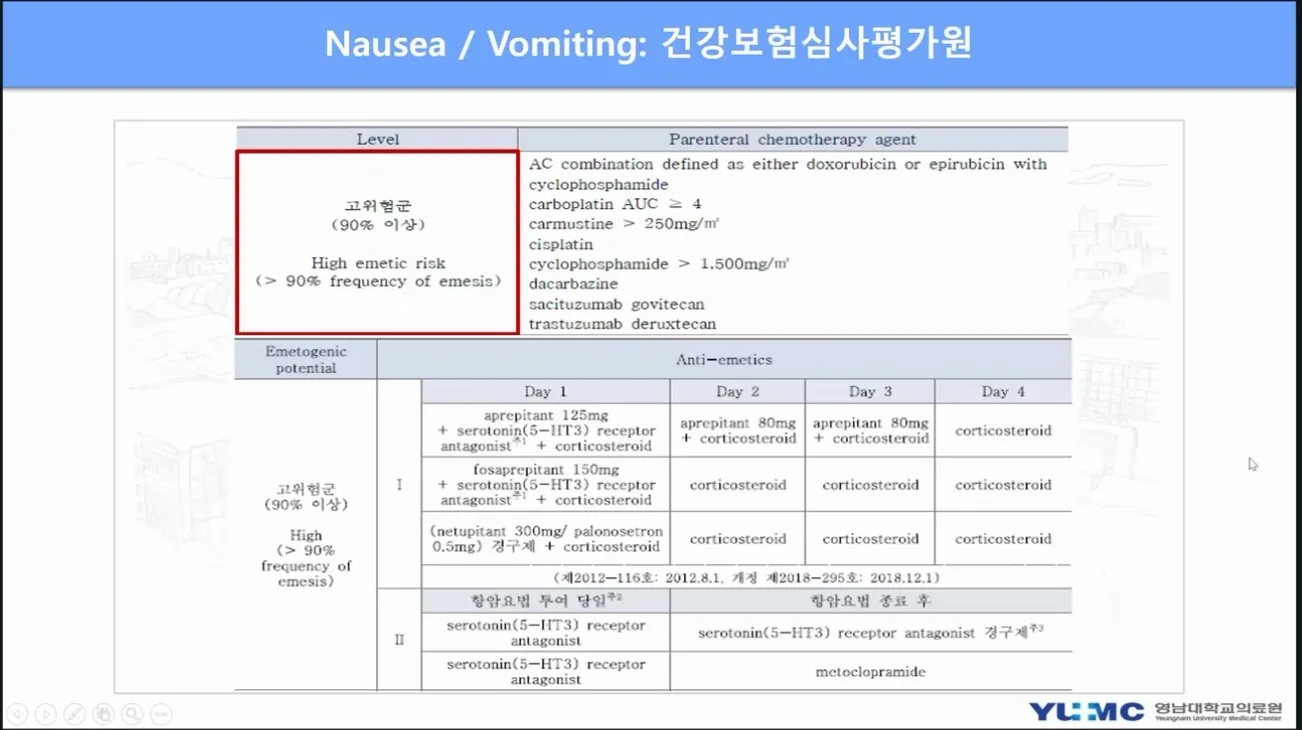 Nausea / Vomiting: 건강보험심사평가원
Level
Parenteral chemotherapy agent
고위험군
(90% 이상)
High emetic risk
(> 90% frequency of emesis)
AC combination defined as either doxorubicin or epirubicin with
cyclophosphamide
carboplatin AUC ≥ 4
carmustine > 250mg/㎡
cisplatin
cyclophosphamide > 1,500mg/㎡
dacarbazine
sacituzumab govitecan
trastuzumab deruxtecan
Emetogenic
potential
Anti-emetics
Day 1
Day 2
Day 3
Day 4
고위험군
(90% 이상)
High
(> 90%
frequency of
emesis)
Ⅰ
aprepitant 125mg
+ serotonin(5-HT3) receptor
antagonist주1 + corticosteroid
aprepitant 80mg
+ corticosteroid
aprepitant 80mg
+ corticosteroid
corticosteroid
fosaprepitant 150mg
+ serotonin(5-HT3) receptor
antagonist주1 + corticosteroid
corticosteroid
corticosteroid
corticosteroid
(netupitant 300mg/ palonosetron
0.5mg) 경구제 + corticosteroid
corticosteroid
corticosteroid
corticosteroid
(제2012-116호: 2012.8.1, 개정 제2018-295호: 2018.12.1)
Ⅱ
항암요법 투여 당일주2
항암요법 종료 후
serotonin(5-HT3) receptor
antagonist
serotonin(5-HT3) receptor antagonist 경구제주3
serotonin(5-HT3) receptor
antagonist
metoclopramide
YUMC 영남대학교의료원
Yeungnam University Medical Center